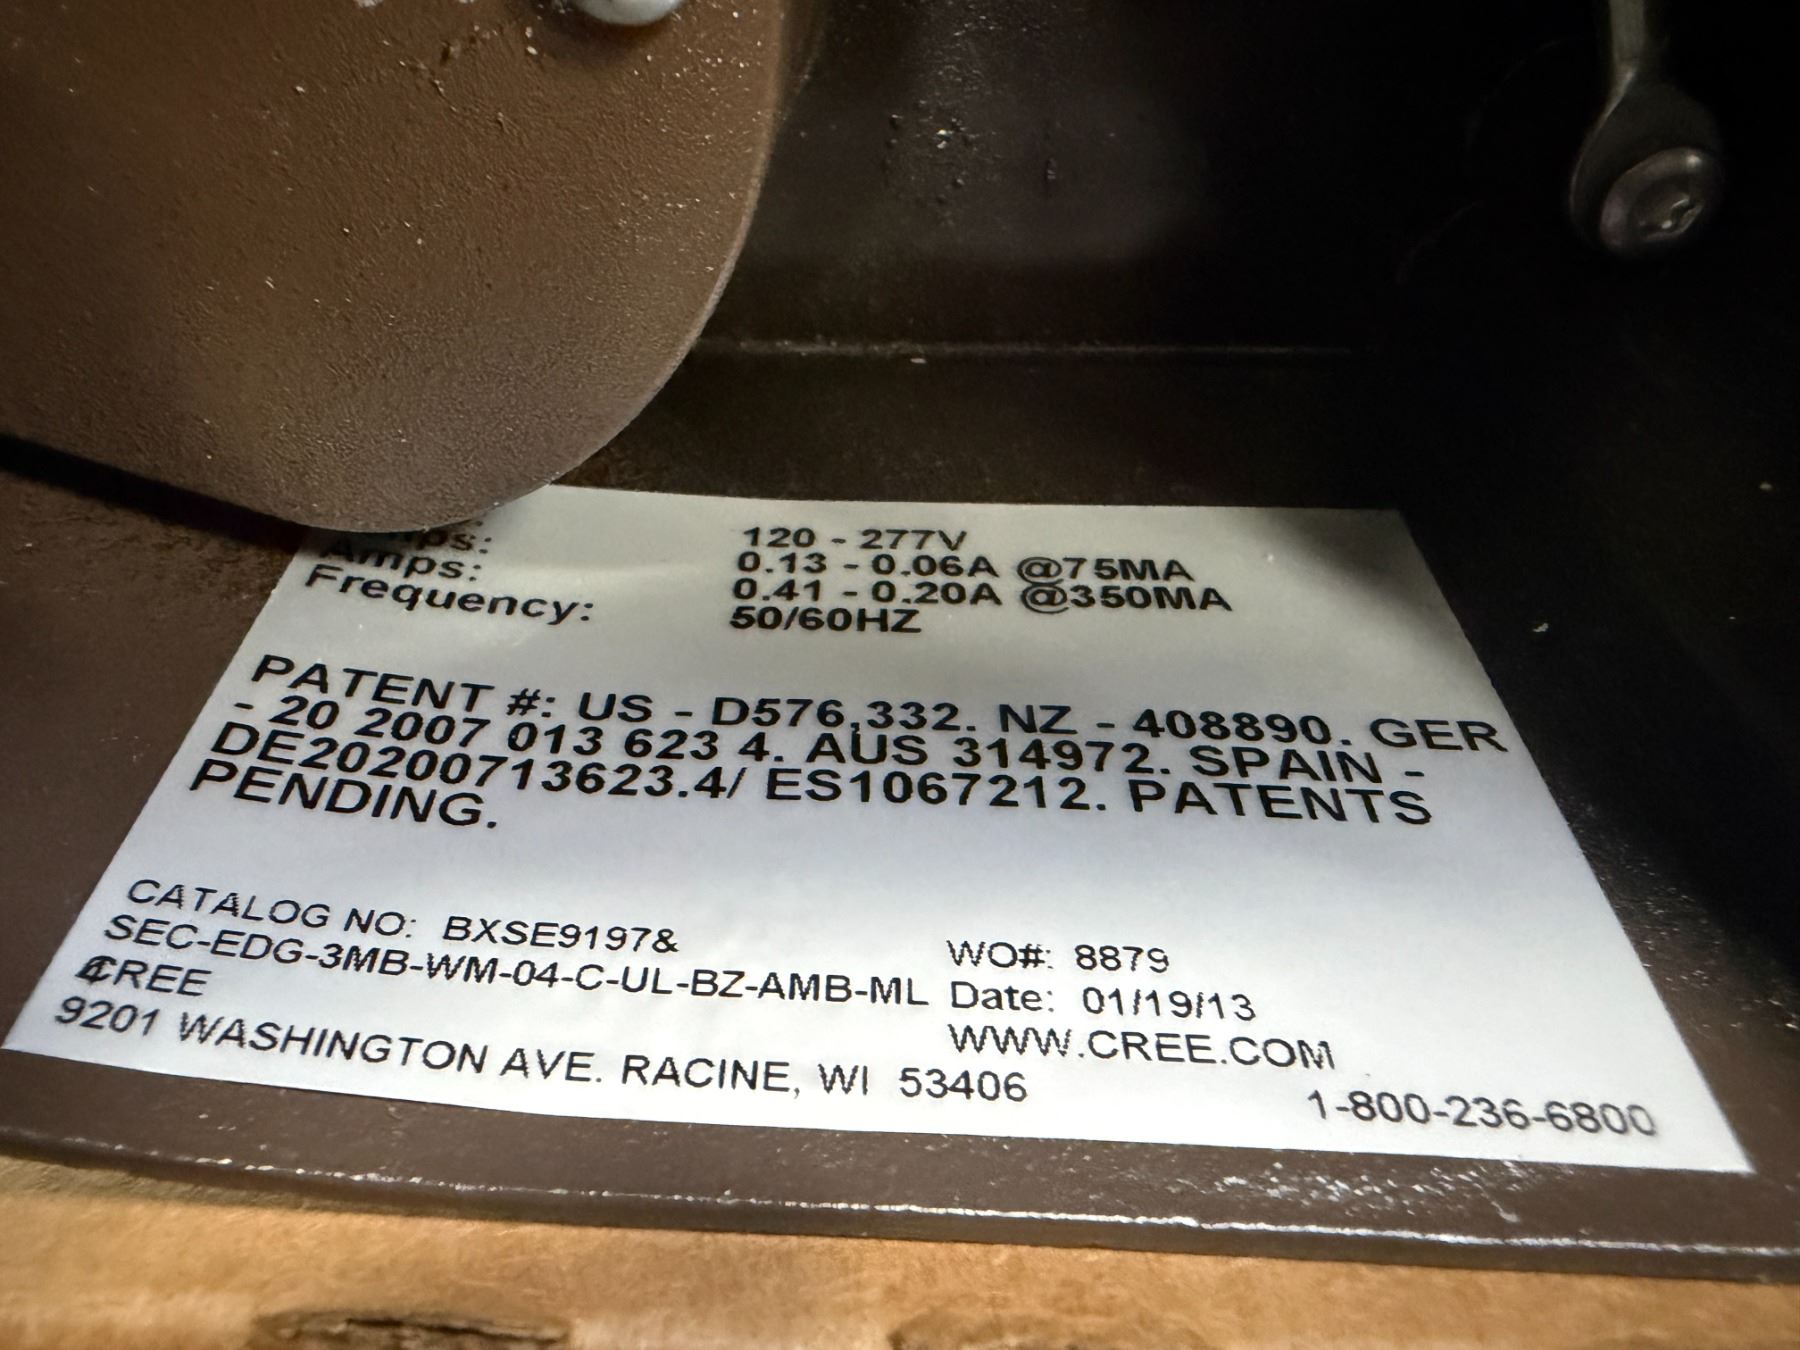 120 - 277V
Amps: 0.13 - 0.06A @75MA
Amps: 0.41 - 0.20A @350MA
Frequency: 50/60HZ
PATENT #: US - D576,332. NZ - 408890. GER
- 20 2007 013 623 4. AUS 314972. SPAIN -
DE20200713623.4/ ES1067212. PATENTS
PENDING.
CATALOG NO: BXSE9197&
SEC-EDG-3MB-WM-04-C-UL-BZ-AMB-ML
CREE
9201 WASHINGTON AVE. RACINE, WI 53406
WO#: 8879
Date: 01/19/13
WWW.CREE.COM
1-800-236-6800